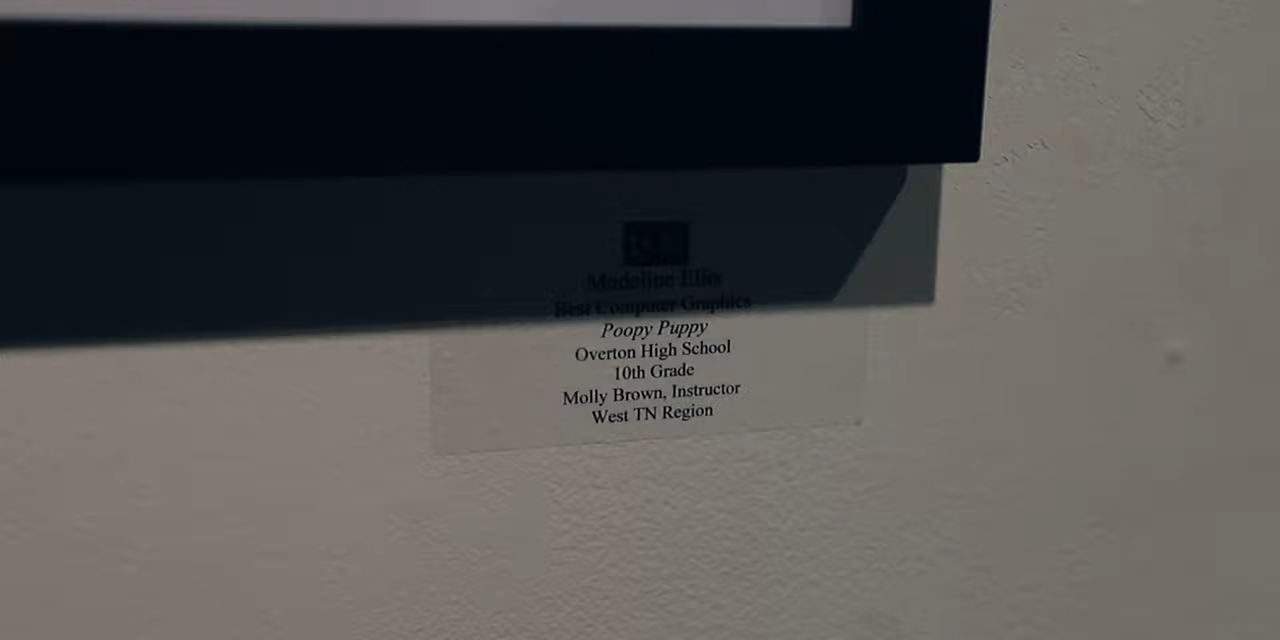 Madeline Ellis
Best Computer Graphics
Poopy Puppy
Overton High School
10th Grade
Molly Brown, Instructor
West TN Region